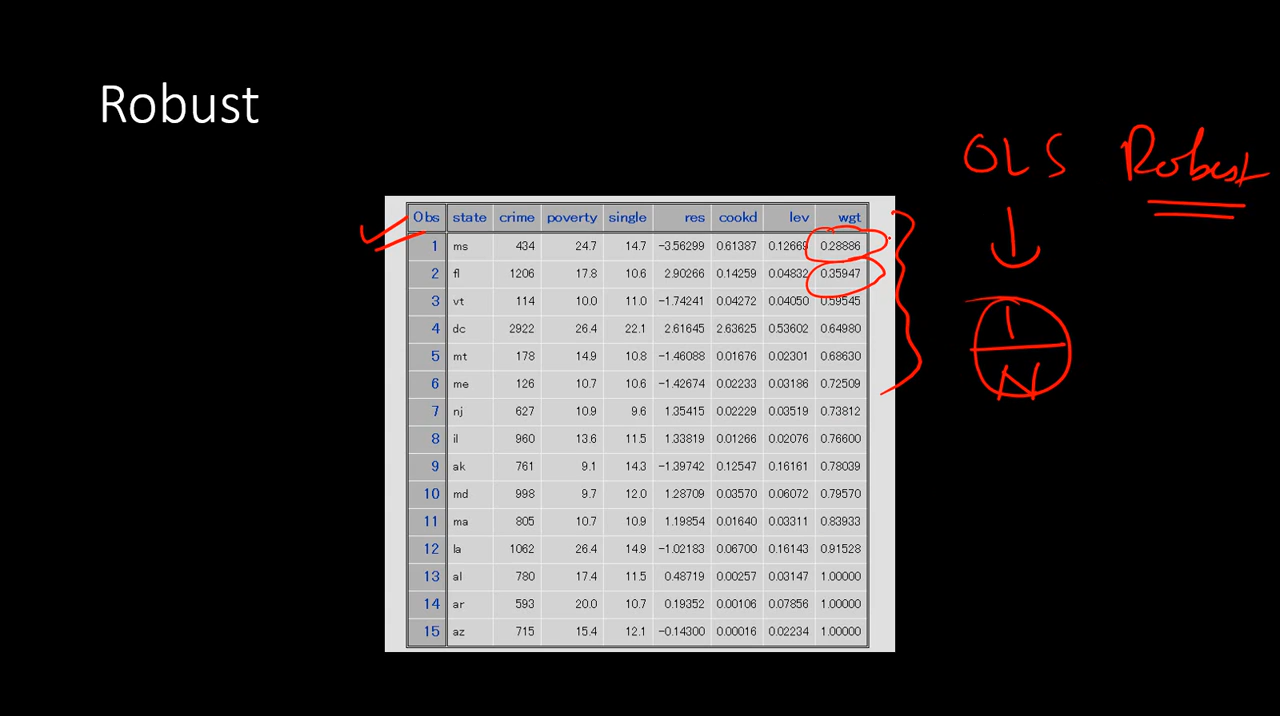 Robust
OLS Robust
1
N
Obs state crime poverty single res cookd lev wgt
1 ms 434 24.7 14.7 -3.56299 0.61387 0.12669 0.28886
2 fl 1206 17.8 10.6 2.90266 0.14259 0.04832 0.35947
3 vt 114 10.0 11.0 -1.74241 0.04272 0.04050 0.59545
4 dc 2922 26.4 22.1 2.61645 2.63625 0.53602 0.64980
5 mt 178 14.9 10.8 -1.46088 0.01676 0.02301 0.68630
6 me 126 10.7 10.6 -1.42674 0.02233 0.03186 0.72509
7 nj 627 10.9 9.6 1.35415 0.02229 0.03519 0.73812
8 il 960 13.6 11.5 1.33819 0.01266 0.02076 0.76600
9 ak 761 9.1 14.3 -1.39742 0.12547 0.16161 0.78039
10 md 998 9.7 12.0 1.28709 0.03570 0.06072 0.79570
11 ma 805 10.7 10.9 1.19854 0.01640 0.03311 0.83933
12 la 1062 26.4 14.9 -1.02183 0.06700 0.16143 0.91528
13 al 780 17.4 11.5 0.48719 0.00257 0.03147 1.00000
14 ar 593 20.0 10.7 0.19352 0.00106 0.07856 1.00000
15 az 715 15.4 12.1 -0.14300 0.00016 0.02234 1.00000